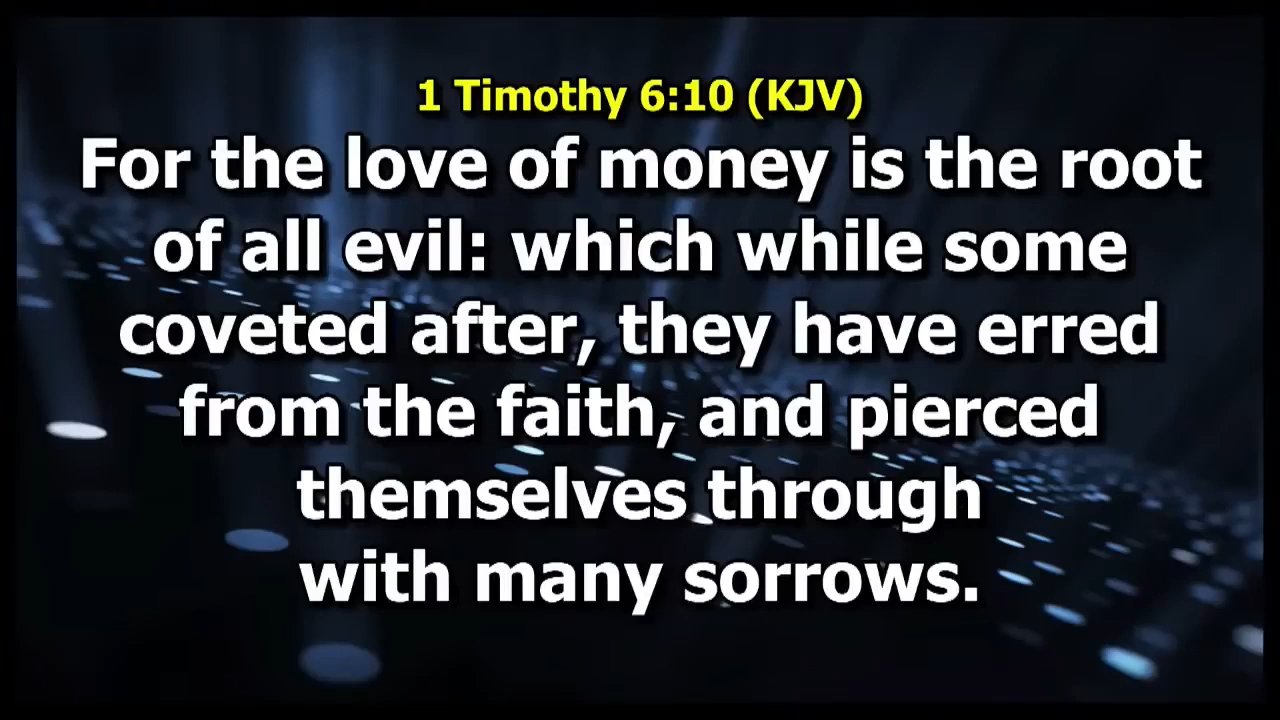 1 Timothy 6:10 (KJV)
For the love of money is the root
of all evil: which while some
coveted after, they have erred
from the faith, and pierced
themselves through
with many sorrows.